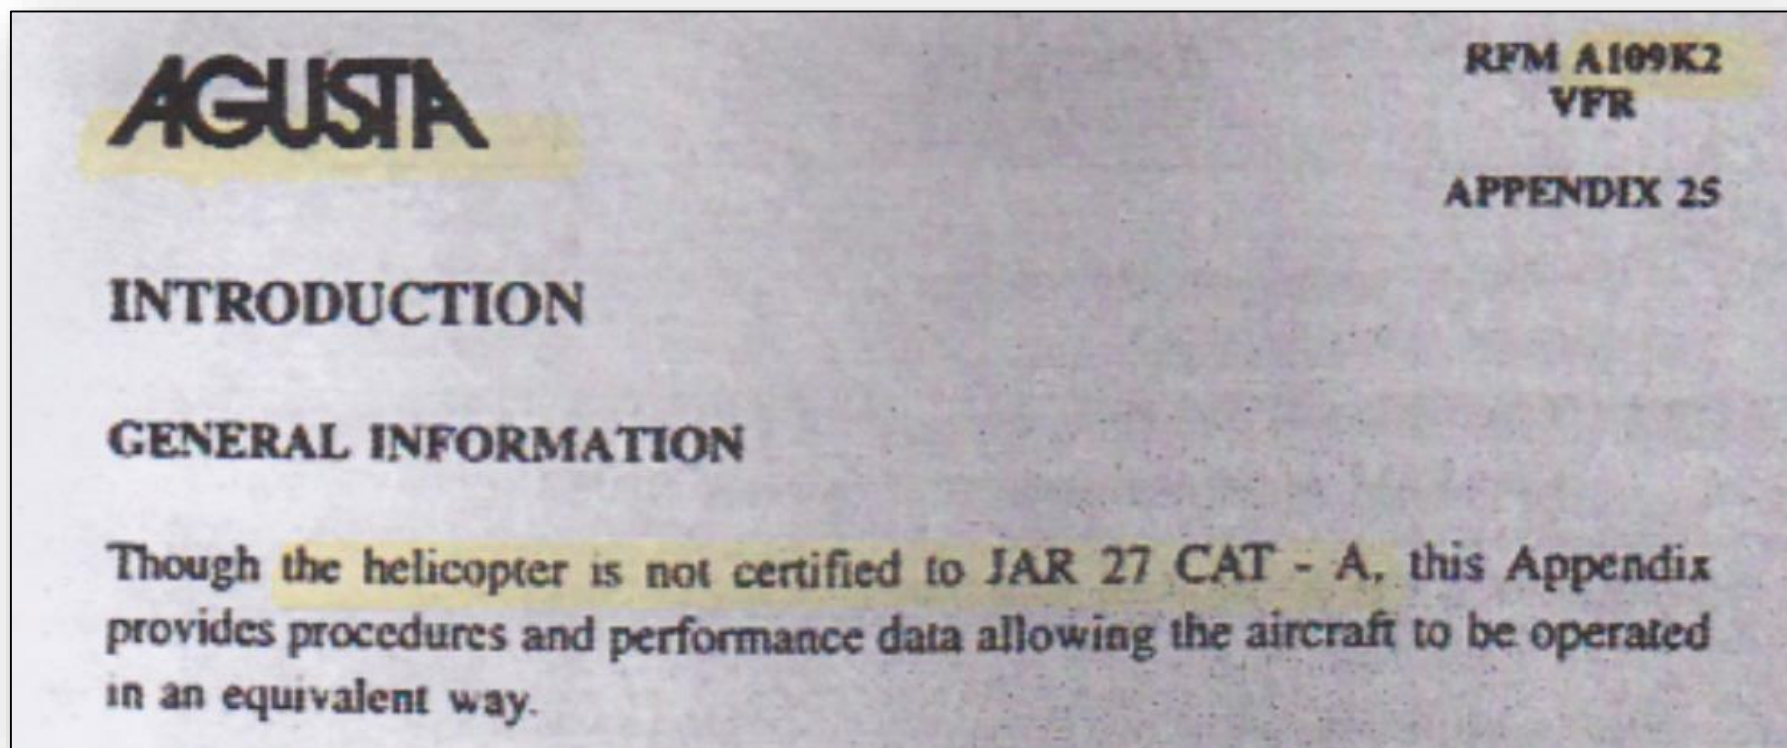 AGUSTA
RFM A109K2
VFR
APPENDIX 25
INTRODUCTION
GENERAL INFORMATION
Though the helicopter is not certified to JAR 27 CAT - A, this Appendix
provides procedures and performance data allowing the aircraft to be operated
in an equivalent way.